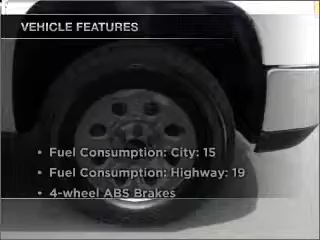 VEHICLE FEATURES
• Fuel Consumption: City: 15
• Fuel Consumption: Highway: 19
• 4-wheel ABS Brakes